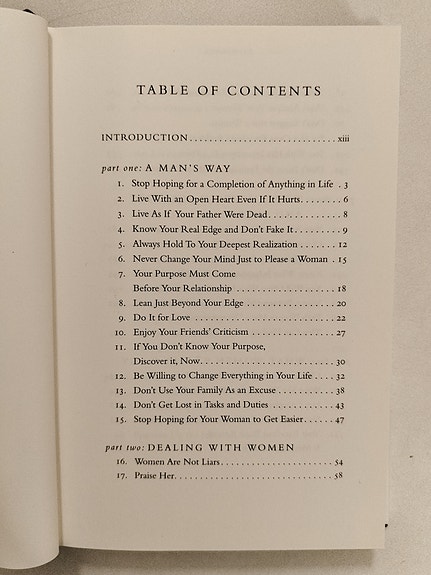 TABLE OF CONTENTS
INTRODUCTION.............................xiii
part one: A MAN'S WAY
1. Stop Hoping for a Completion of Anything in Life . 3
2. Live With an Open Heart Even If It Hurts........ 6
3. Live As If Your Father Were Dead............. 8
4. Know Your Real Edge and Don't Fake It......... 9
5. Always Hold To Your Deepest Realization ....... 12
6. Never Change Your Mind Just to Please a Woman . 15
7. Your Purpose Must Come
Before Your Relationship .................. 18
8. Lean Just Beyond Your Edge ................ 20
9. Do It for Love ......................... 22
10. Enjoy Your Friends' Criticism ............... 27
11. If You Don't Know Your Purpose,
Discover it, Now........................ 30
12. Be Willing to Change Everything in Your Life .... 32
13. Don't Use Your Family As an Excuse ........... 38
14. Don't Get Lost in Tasks and Duties ............ 43
15. Stop Hoping for Your Woman to Get Easier...... 47
part two: DEALING WITH WOMEN
16. Women Are Not Liars..................... 54
17. Praise Her............................. 58